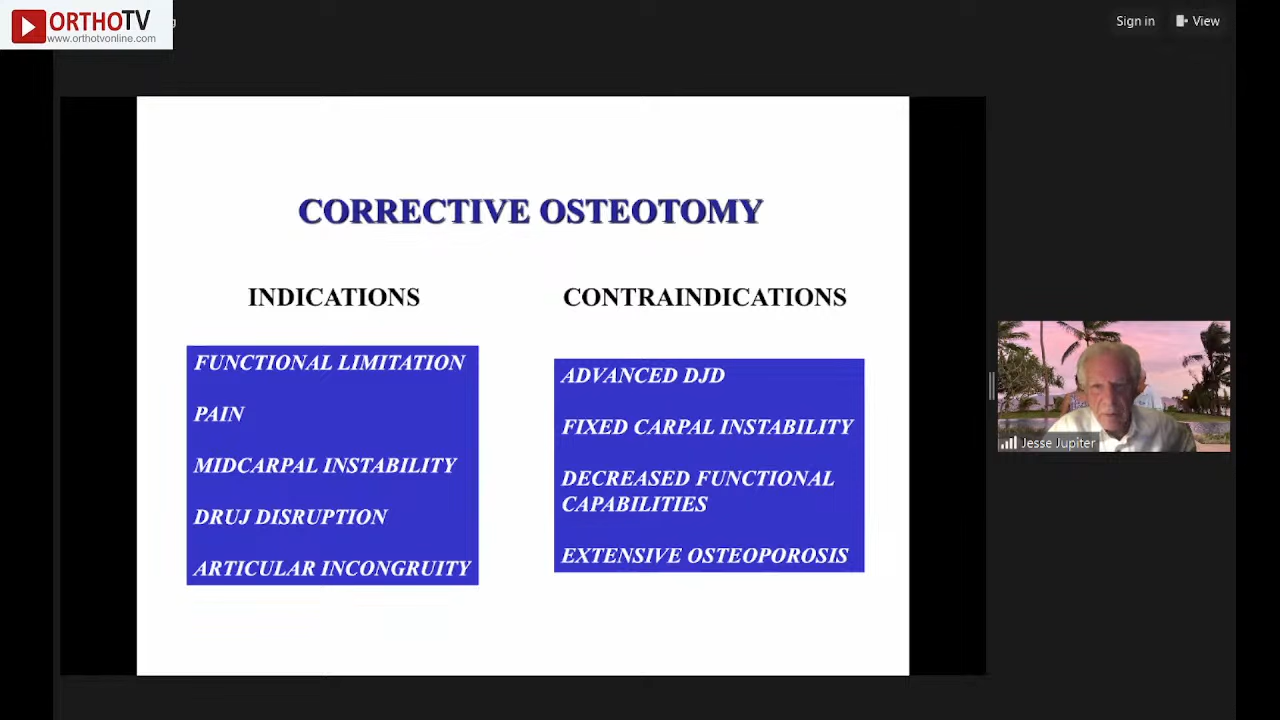 ORTHOTV
www.orthotvonline.com
Sign in
View
CORRECTIVE OSTEOTOMY
INDICATIONS
FUNCTIONAL LIMITATION
PAIN
MIDCARPAL INSTABILITY
DRUJ DISRUPTION
ARTICULAR INCONGRUITY
CONTRAINDICATIONS
ADVANCED DJD
FIXED CARPAL INSTABILITY
DECREASED FUNCTIONAL
CAPABILITIES
EXTENSIVE OSTEOPOROSIS
Jesse Jupiter